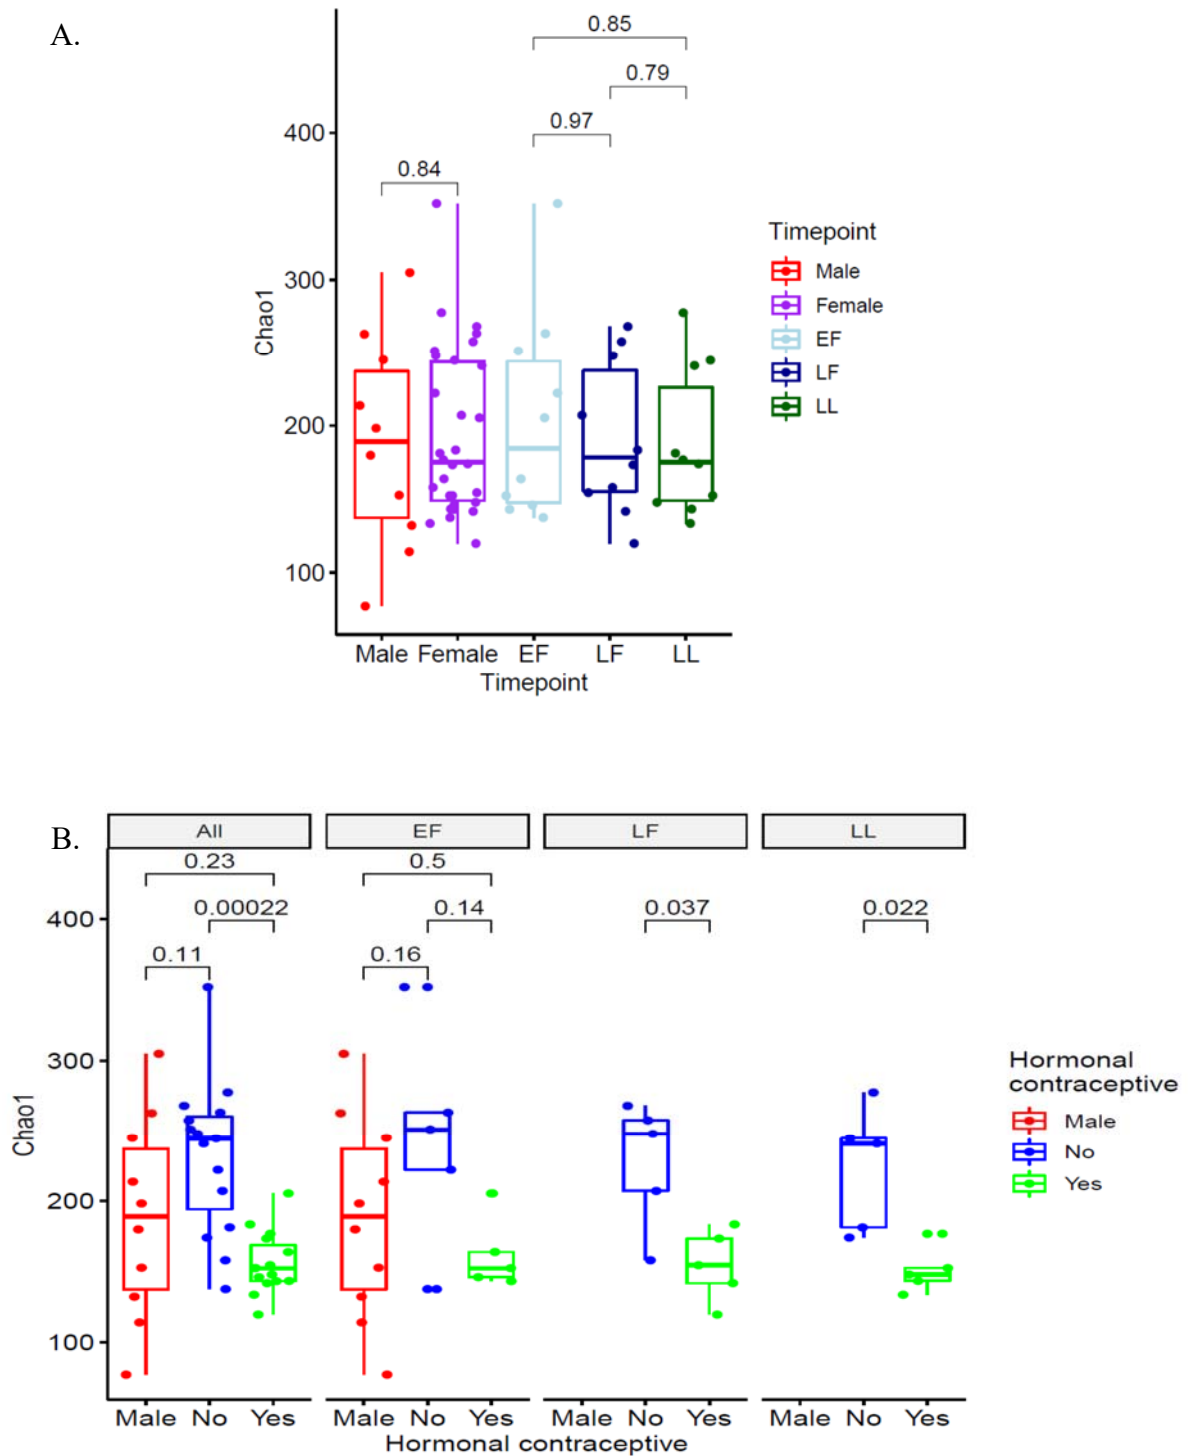 A.
0.85
0.79
0.97
0.84
400
300
200
100
Chao1
Male Female EF LF LL
Timepoint
Timepoint
Male
Female
EF
LF
LL
B.
All EF LF LL
0.23 0.5
0.00022 0.14 0.037 0.022
0.11 0.16
400
300
200
100
Chao1
Male No Yes Male No Yes Male No Yes Male No Yes
Hormonal contraceptive
Hormonal
contraceptive
Male
No
Yes